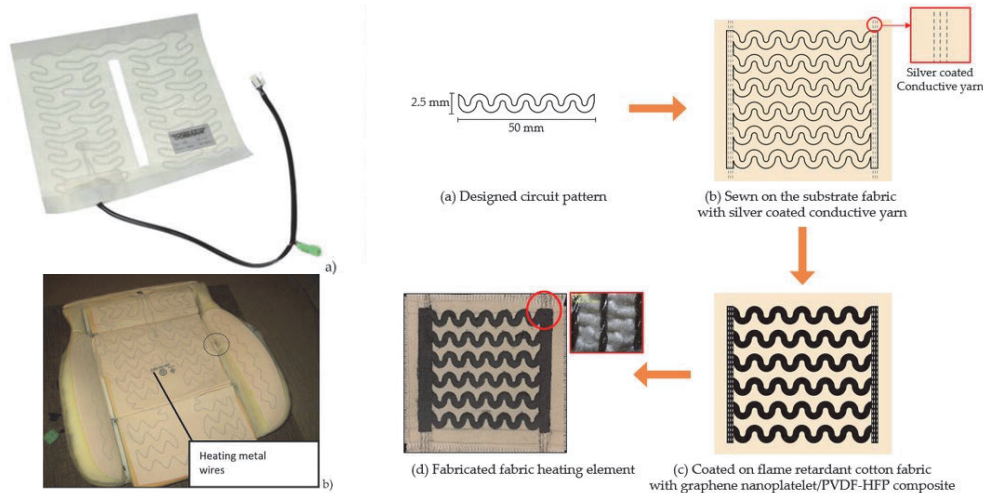 a)
Heating metal
wires
b)
2.5 mm
50 mm
(a) Designed circuit pattern
Silver coated
Conductive yarn
(b) Sewn on the substrate fabric
with silver coated conductive yarn
(d) Fabricated fabric heating element
(c) Coated on flame retardant cotton fabric
with graphene nanoplatelet/PVDF-HFP composite